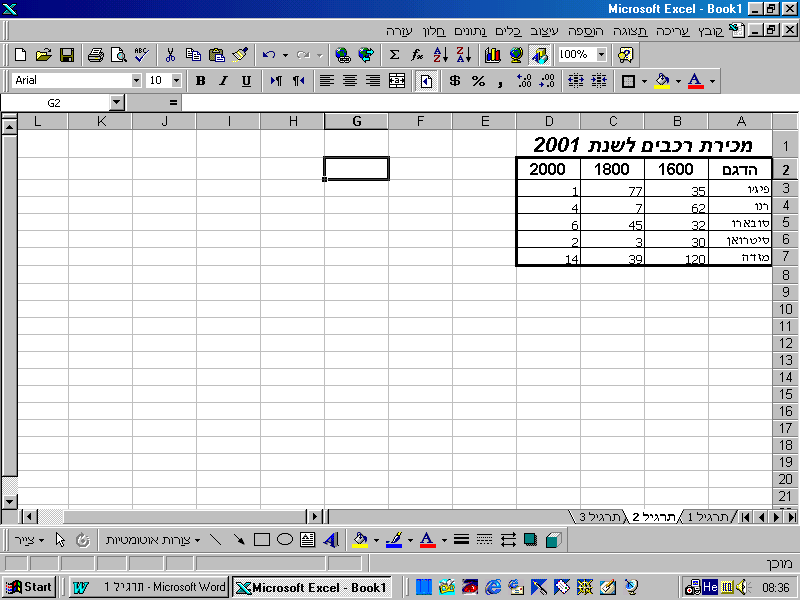 Microsoft Excel - Book1
קובץ עריכה תצוגה הוספה עיצוב כלים נתונים חלון עזרה
100%
Arial 10 B I U $ % ,
G2 =
L K J I H G F E D C B A
1 מכירת רכבים לשנת 2001
2 הדגם 1600 1800 2000
3 פיג'ו 35 77 1
4 רנו 62 7 4
5 סובארו 32 45 6
6 סיטרואן 30 3 2
7 מזדה 120 39 14
8
9
10
11
12
13
14
15
16
17
18
19
20
21
תרגיל 1 תרגיל 2 תרגיל 3
צייר צורות אוטומטיות
מוכן
Start תרגיל 1 - Microsoft Word Microsoft Excel - Book1 He 08:36